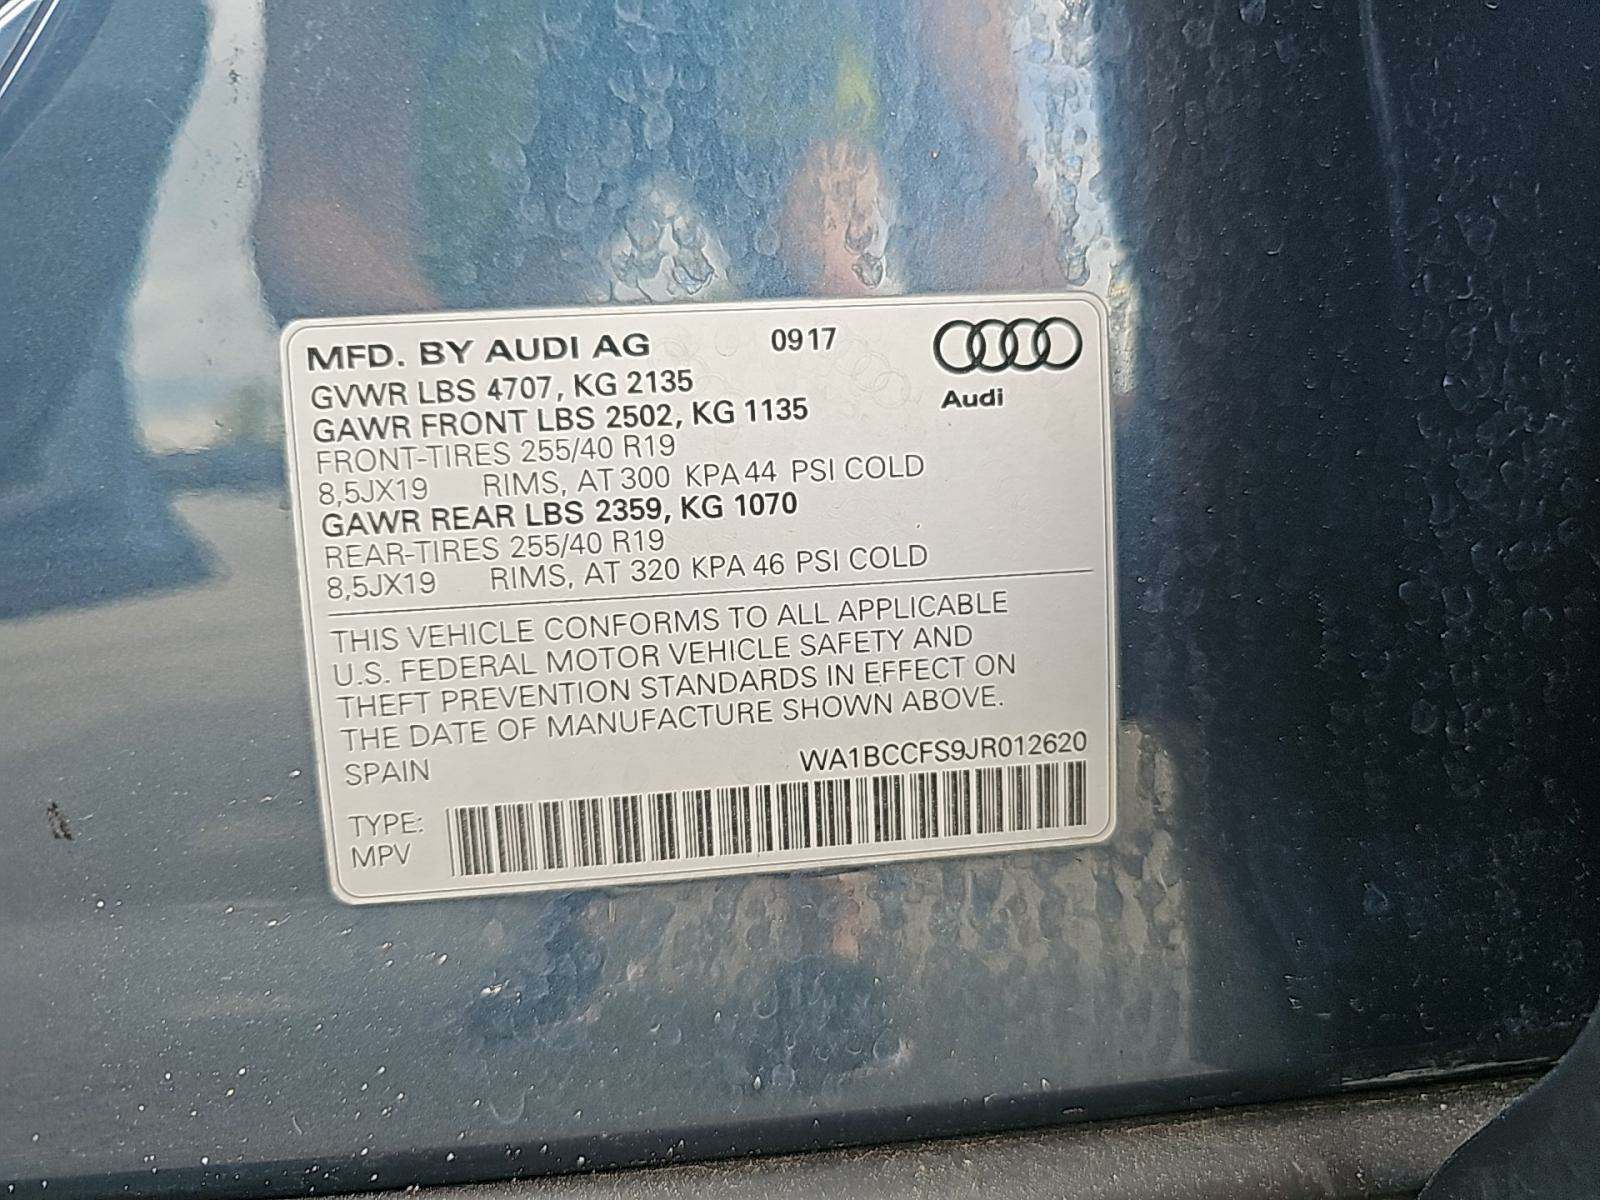 MFD. BY AUDI AG 0917
GVWR LBS 4707, KG 2135
GAWR FRONT LBS 2502, KG 1135
Audi
FRONT-TIRES 255/40 R19
8,5JX19 RIMS, AT 300 KPA 44 PSI COLD
GAWR REAR LBS 2359, KG 1070
REAR-TIRES 255/40 R19
8,5JX19 RIMS, AT 320 KPA 46 PSI COLD
THIS VEHICLE CONFORMS TO ALL APPLICABLE
U.S. FEDERAL MOTOR VEHICLE SAFETY AND
THEFT PREVENTION STANDARDS IN EFFECT ON
THE DATE OF MANUFACTURE SHOWN ABOVE.
SPAIN WA1BCCFS9JR012620
TYPE:
MPV